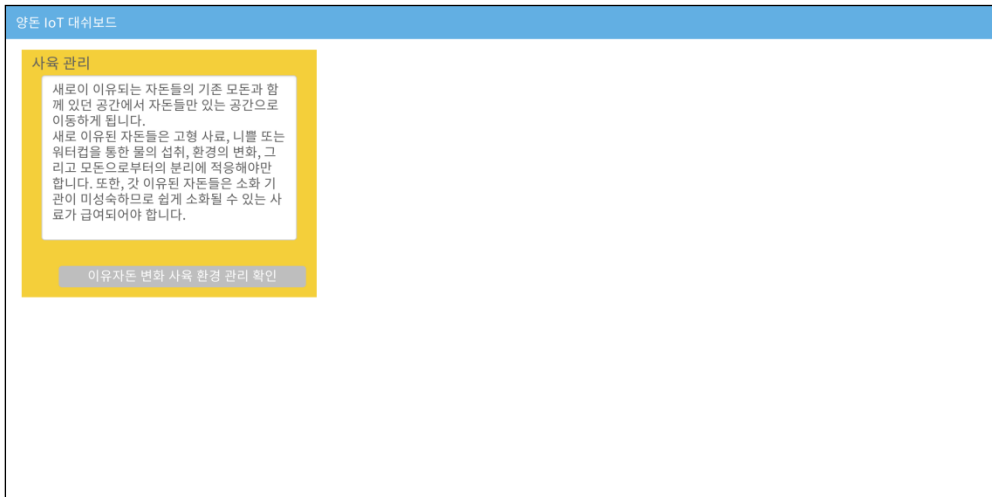 양돈 IoT 대쉬보드
사육 관리
새로이 이유되는 자돈들의 기존 모돈과 함
께 있던 공간에서 자돈들만 있는 공간으로
이동하게 됩니다.
새로 이유된 자돈들은 고형 사료, 니쁠 또는
워터컵을 통한 물의 섭취, 환경의 변화, 그
리고 모돈으로부터의 분리에 적응해야만
합니다. 또한, 갓 이유된 자돈들은 소화 기
관이 미성숙하므로 쉽게 소화될 수 있는 사
료가 급여되어야 합니다.
이유자돈 변화 사육 환경 관리 확인